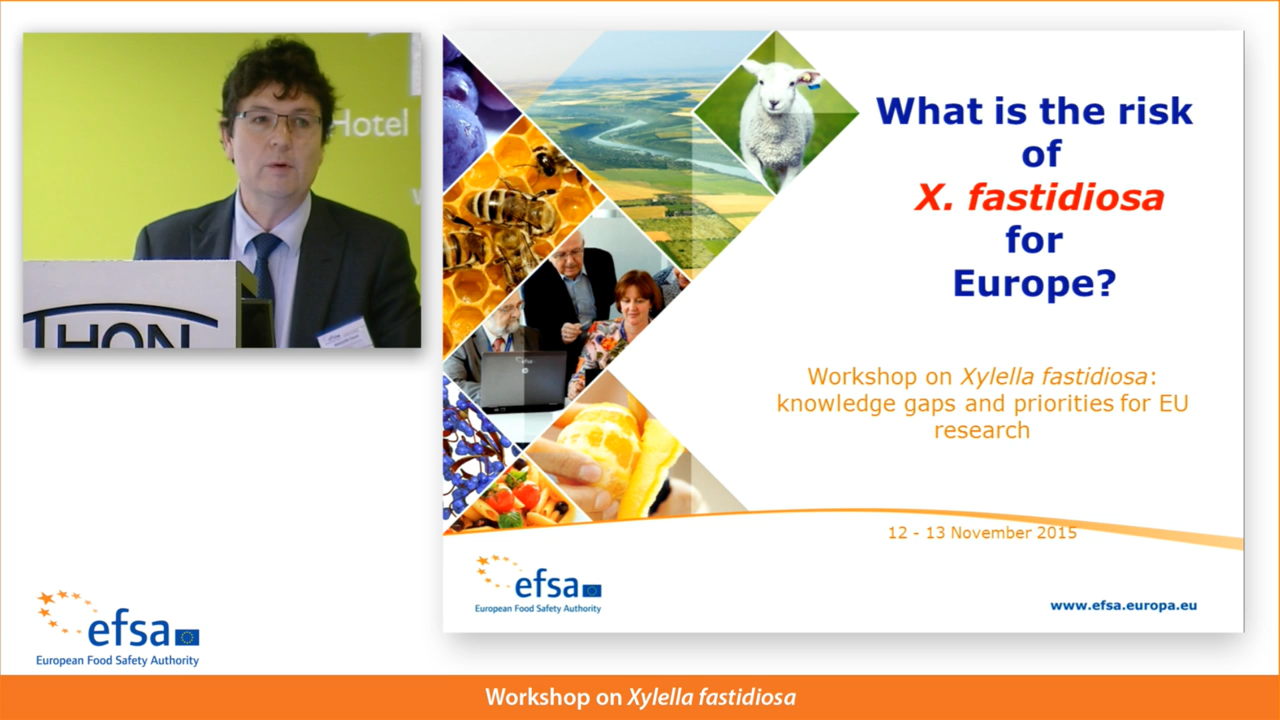 Hotel
THON
What is the risk
of
X. fastidiosa
for
Europe?
Workshop on Xylella fastidiosa:
knowledge gaps and priorities for EU
research
12 - 13 November 2015
efsa
European Food Safety Authority
www.efsa.europa.eu
efsa
European Food Safety Authority
Workshop on Xylella fastidiosa